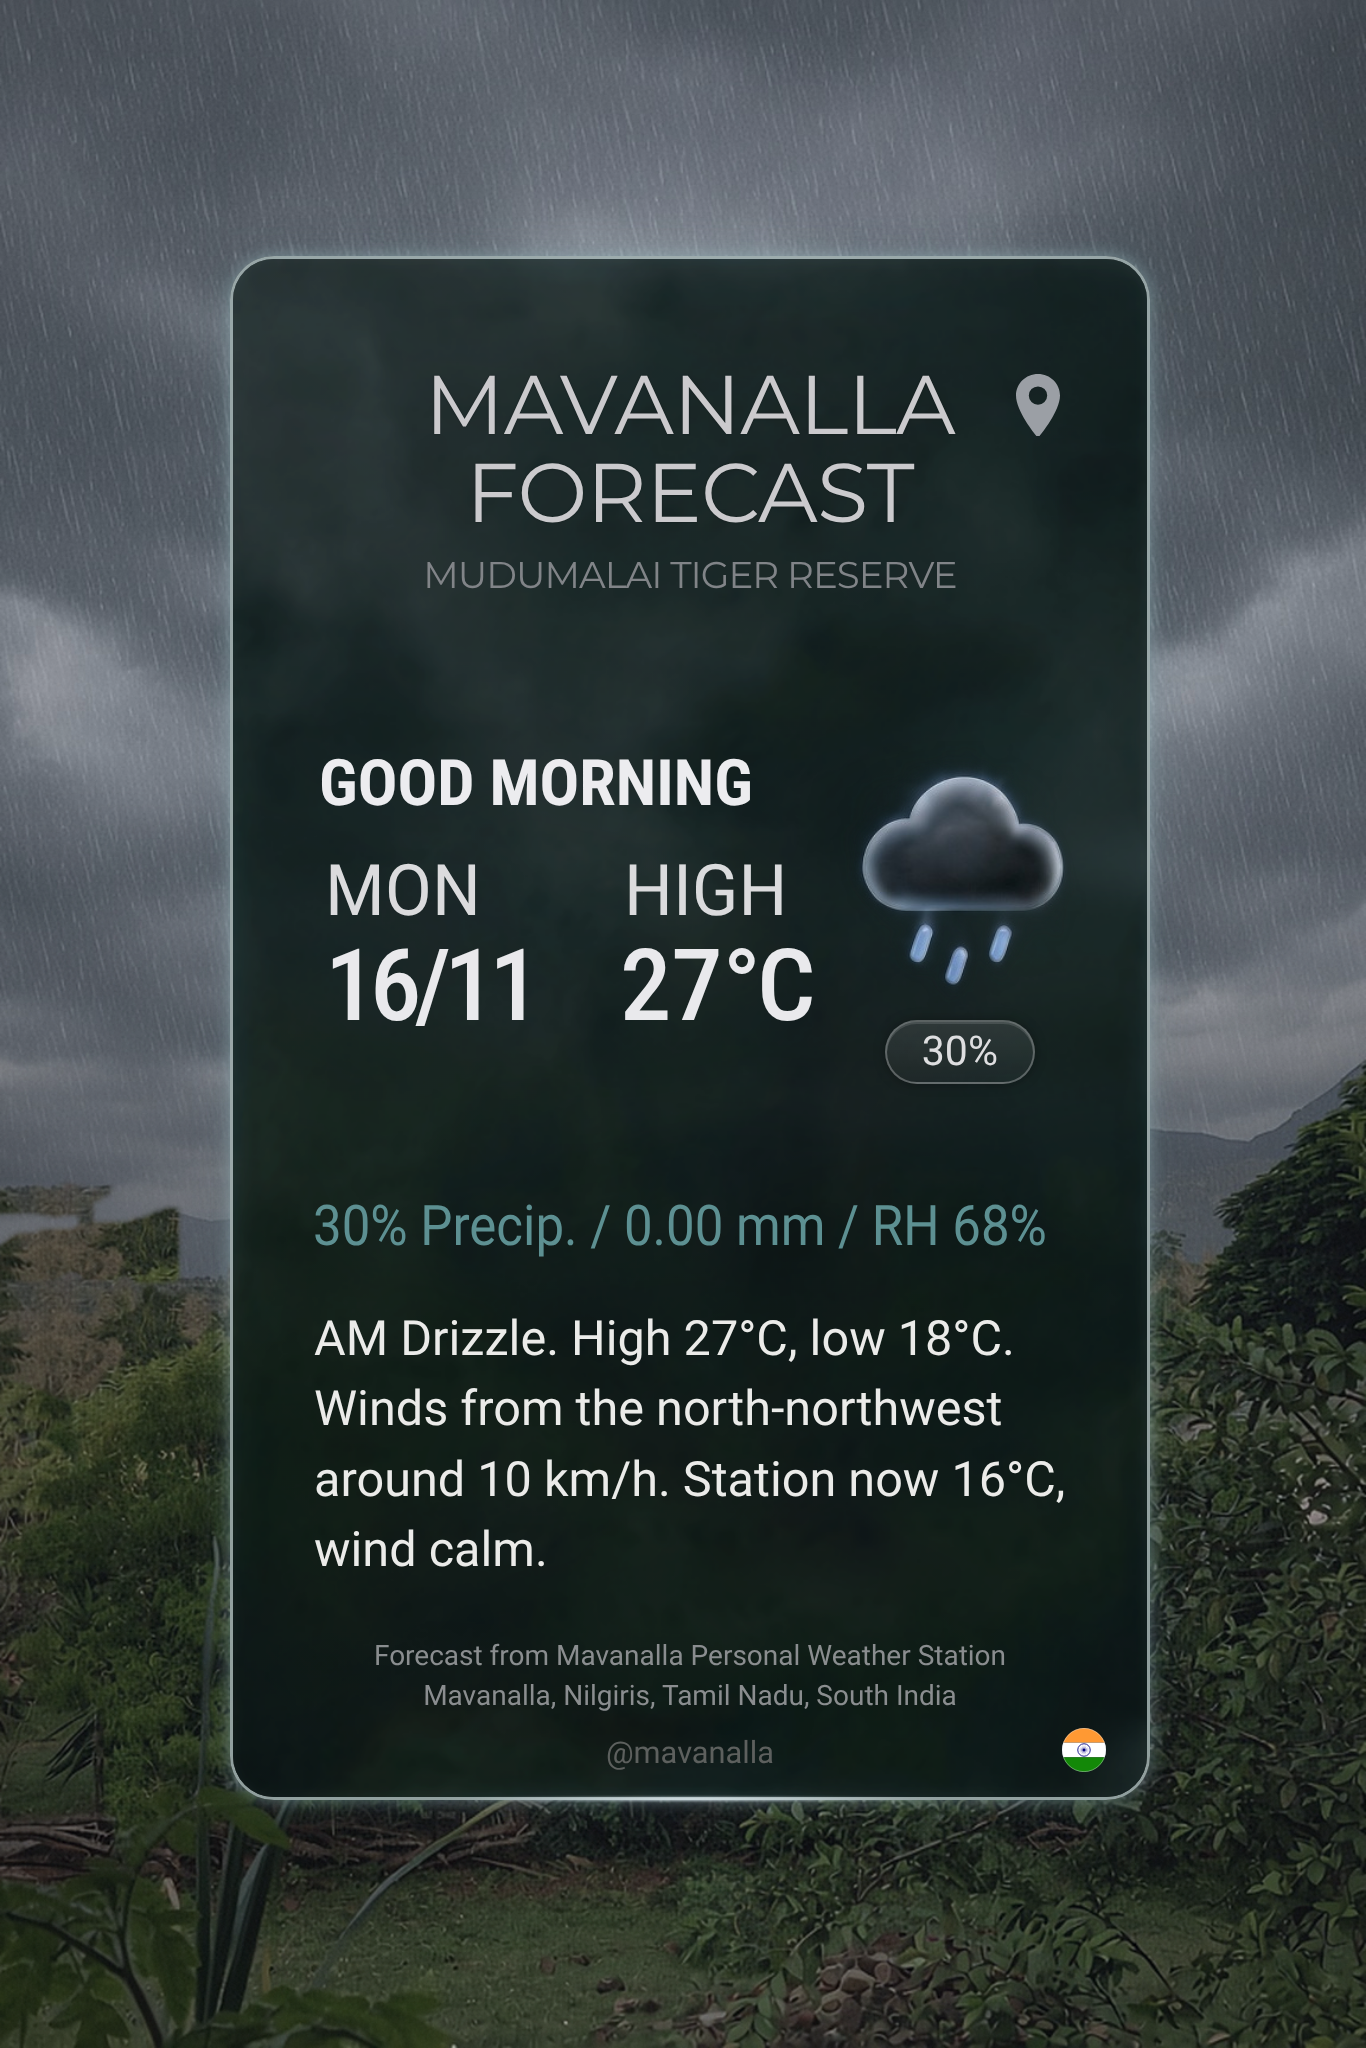 MAVANALLA
FORECAST
MUDUMALAI TIGER RESERVE
GOOD MORNING
MON HIGH
16/11 27°C
30%
30% Precip. / 0.00 mm / RH 68%
AM Drizzle. High 27°C, low 18°C.
Winds from the north-northwest
around 10 km/h. Station now 16°C,
wind calm.
Forecast from Mavanalla Personal Weather Station
Mavanalla, Nilgiris, Tamil Nadu, South India
@mavanalla